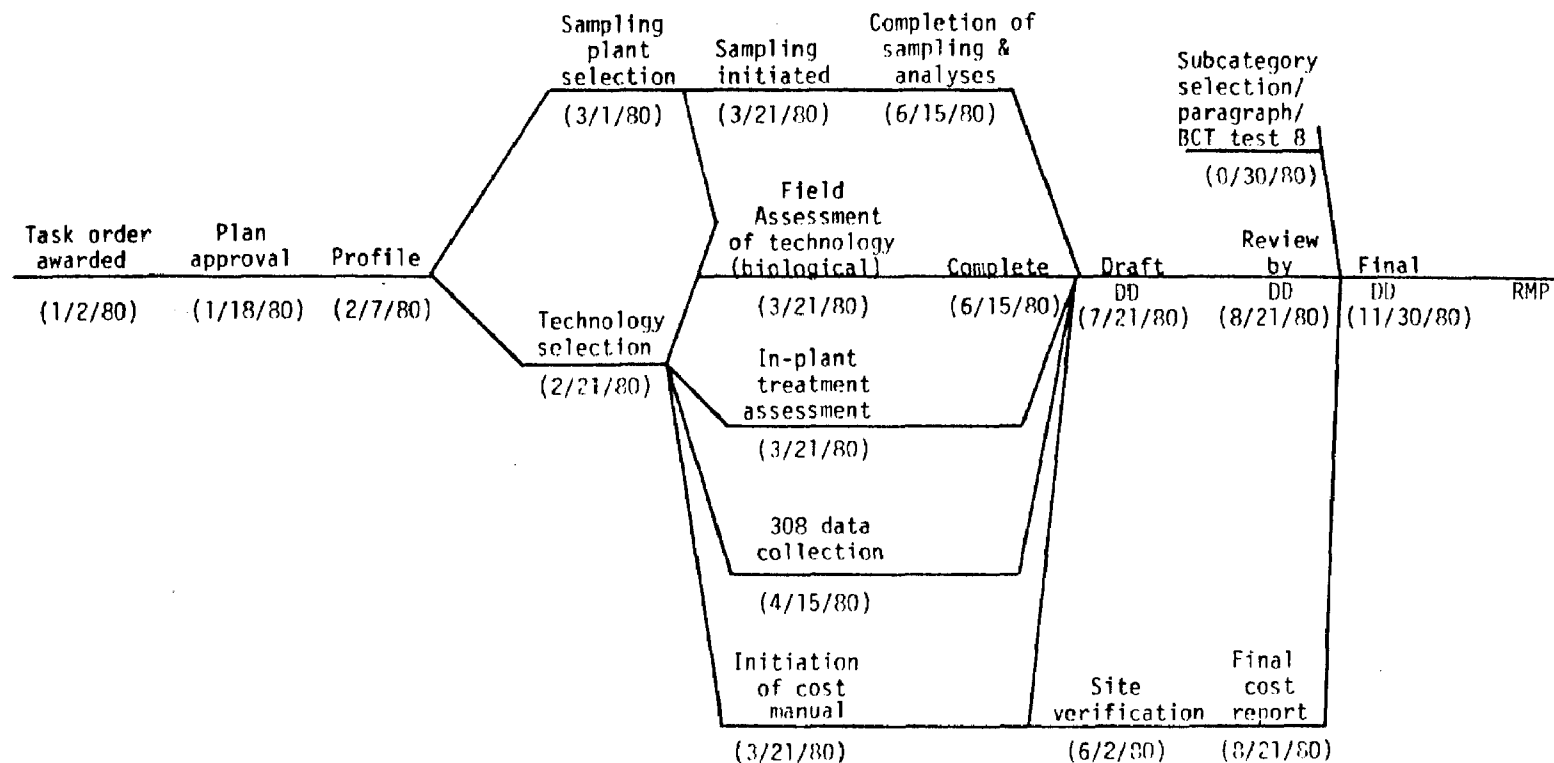 Sampling
plant
selection
(3/1/80)
Sampling
initiated
(3/21/80)
Completion of
sampling &
analyses
(6/15/80)
Subcategory
selection/
paragraph/
BCT test 8
(0/30/80)
Task order
awarded
(1/2/80)
Plan
approval
(1/18/80)
Profile
(2/7/80)
Technology
selection
(2/21/80)
Field
Assessment
of technology
(biological)
(3/21/80)
Complete
(6/15/80)
Draft
DD
(7/21/80)
Review
by
DD
(8/21/80)
Final
DD
(11/30/80)
RMP
In-plant
treatment
assessment
(3/21/80)
308 data
collection
(4/15/80)
Initiation
of cost
manual
(3/21/80)
Site
verification
(6/2/80)
Final
cost
report
(8/21/80)